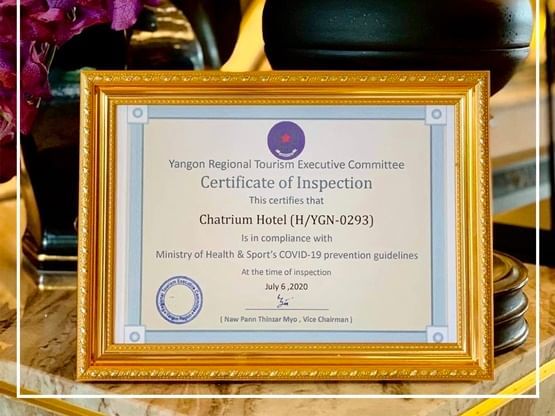 Yangon Regional Tourism Executive Committee
Certificate of Inspection
This certifies that
Chatrium Hotel (H/YGN-0293)
Is in compliance with
Ministry of Health & Sport's COVID-19 prevention guidelines
At the time of inspection
July 6 ,2020
( Naw Pann Thinzar Myo , Vice Chairman )